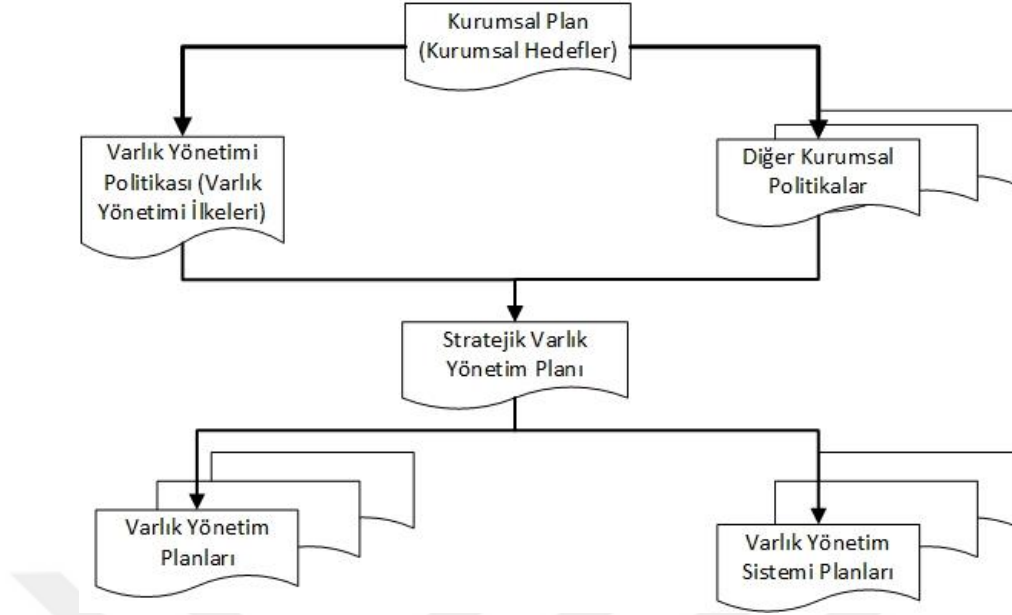 Kurumsal Plan
(Kurumsal Hedefler)
Varlık Yönetimi
Politikası (Varlık
Yönetimi İlkeleri)
Diğer Kurumsal
Politikalar
Stratejik Varlık
Yönetim Planı
Varlık Yönetim
Planları
Varlık Yönetim
Sistemi Planları